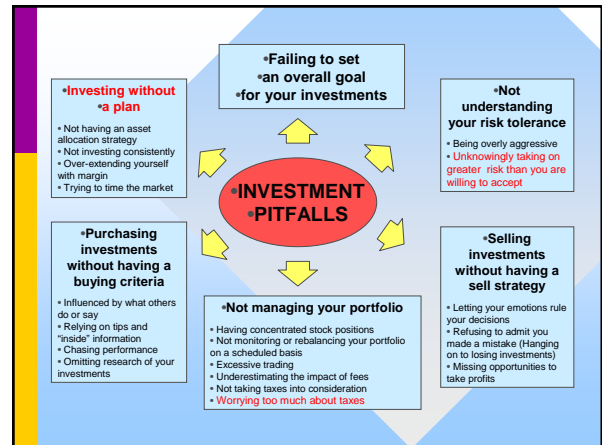 •Failing to set
•an overall goal
•for your investments
•Investing without
•a plan
• Not having an asset
allocation strategy
• Not investing consistently
• Over-extending yourself
with margin
• Trying to time the market
•Not
understanding
your risk tolerance
• Being overly aggressive
• Unknowingly taking on
greater risk than you are
willing to accept
•INVESTMENT
•PITFALLS
•Purchasing
investments
without having a
buying criteria
• Influenced by what others
do or say
• Relying on tips and
“inside” information
• Chasing performance
• Omitting research of your
investments
•Not managing your portfolio
• Having concentrated stock positions
• Not monitoring or rebalancing your portfolio
on a scheduled basis
• Excessive trading
• Underestimating the impact of fees
• Not taking taxes into consideration
• Worrying too much about taxes
•Selling
investments
without having a
sell strategy
• Letting your emotions rule
your decisions
• Refusing to admit you
made a mistake (Hanging
on to losing investments)
• Missing opportunities to
take profits